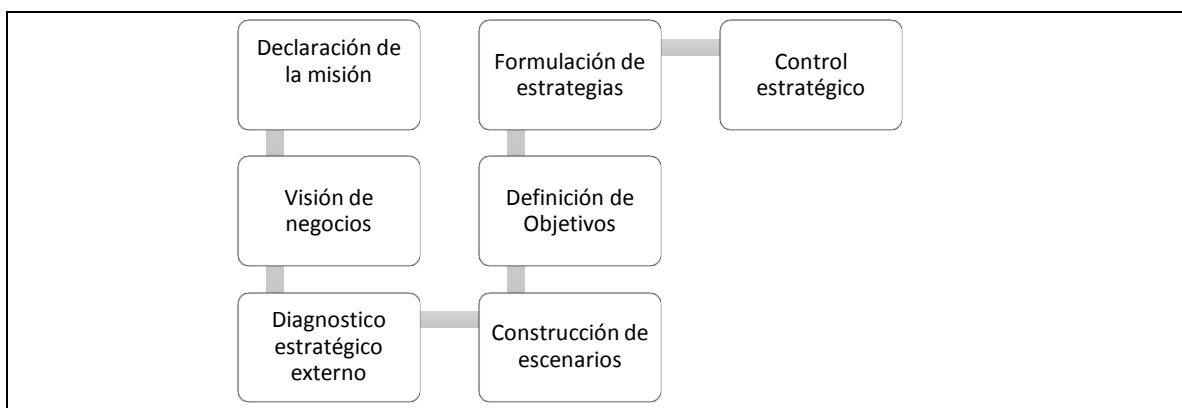 Declaración de
la misión
Visión de
negocios
Diagnostico
estratégico
externo
Construcción de
escenarios
Definición de
Objetivos
Formulación de
estrategias
Control
estratégico